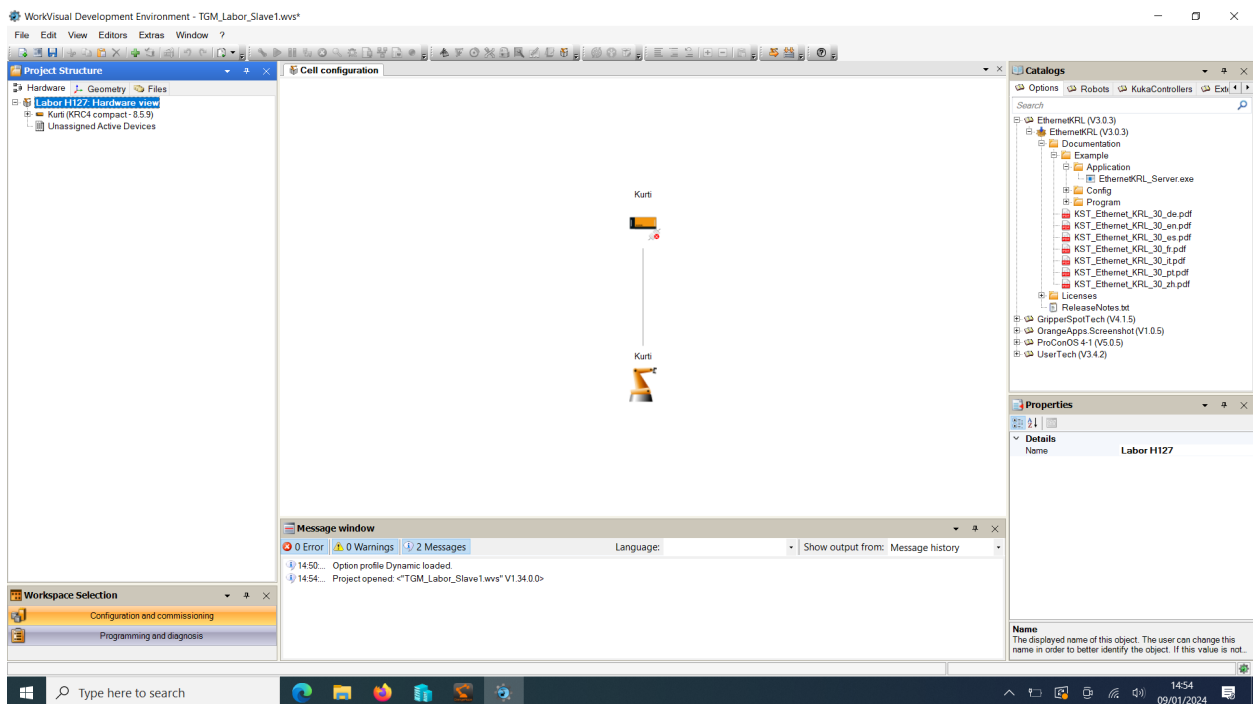 WorkVisual Development Environment - TGM_Labor_Slave1.wvs*
File Edit View Editors Extras Window ?
Project Structure
Hardware Geometry Files
Labor H127: Hardware view
Kurti (KRC4 compact - 8.5.9)
Unassigned Active Devices
Workspace Selection
Configuration and commissioning
Programming and diagnosis
Cell configuration
Kurti
Kurti
Message window
0 Error 0 Warnings 2 Messages Language: Show output from: Message history
14:50:... Option profile Dynamic loaded.
14:54:... Project opened: <"TGM_Labor_Slave1.wvs" V1.34.0.0>
Catalogs
Options Robots KukaControllers Exte
Search
EthernetKRL (V3.0.3)
EthernetKRL (V3.0.3)
Documentation
Example
Application
EthernetKRL_Server.exe
Config
Program
KST_Ethernet_KRL_30_de.pdf
KST_Ethernet_KRL_30_en.pdf
KST_Ethernet_KRL_30_es.pdf
KST_Ethernet_KRL_30_fr.pdf
KST_Ethernet_KRL_30_it.pdf
KST_Ethernet_KRL_30_pt.pdf
KST_Ethernet_KRL_30_zh.pdf
Licenses
ReleaseNotes.txt
GripperSpotTech (V4.1.5)
OrangeApps.Screenshot (V1.0.5)
ProConOS 4-1 (V5.0.5)
UserTech (V3.4.2)
Properties
Details
Name Labor H127
Name
The displayed name of this object. The user can change this
name in order to better identify the object. If this value is not...
Type here to search
14:54
09/01/2024